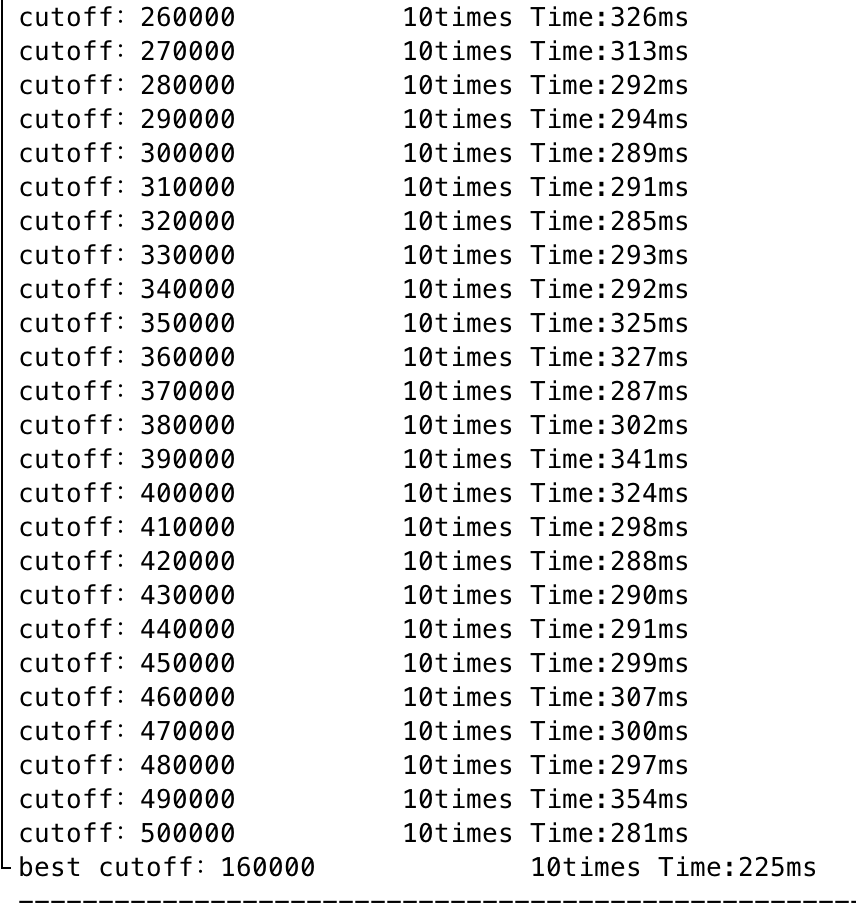 cutoff: 260000 10times Time:326ms
cutoff: 270000 10times Time:313ms
cutoff: 280000 10times Time:292ms
cutoff: 290000 10times Time:294ms
cutoff: 300000 10times Time:289ms
cutoff: 310000 10times Time:291ms
cutoff: 320000 10times Time:285ms
cutoff: 330000 10times Time:293ms
cutoff: 340000 10times Time:292ms
cutoff: 350000 10times Time:325ms
cutoff: 360000 10times Time:327ms
cutoff: 370000 10times Time:287ms
cutoff: 380000 10times Time:302ms
cutoff: 390000 10times Time:341ms
cutoff: 400000 10times Time:324ms
cutoff: 410000 10times Time:298ms
cutoff: 420000 10times Time:288ms
cutoff: 430000 10times Time:290ms
cutoff: 440000 10times Time:291ms
cutoff: 450000 10times Time:299ms
cutoff: 460000 10times Time:307ms
cutoff: 470000 10times Time:300ms
cutoff: 480000 10times Time:297ms
cutoff: 490000 10times Time:354ms
cutoff: 500000 10times Time:281ms
best cutoff: 160000 10times Time:225ms
-----------------------------------------------------